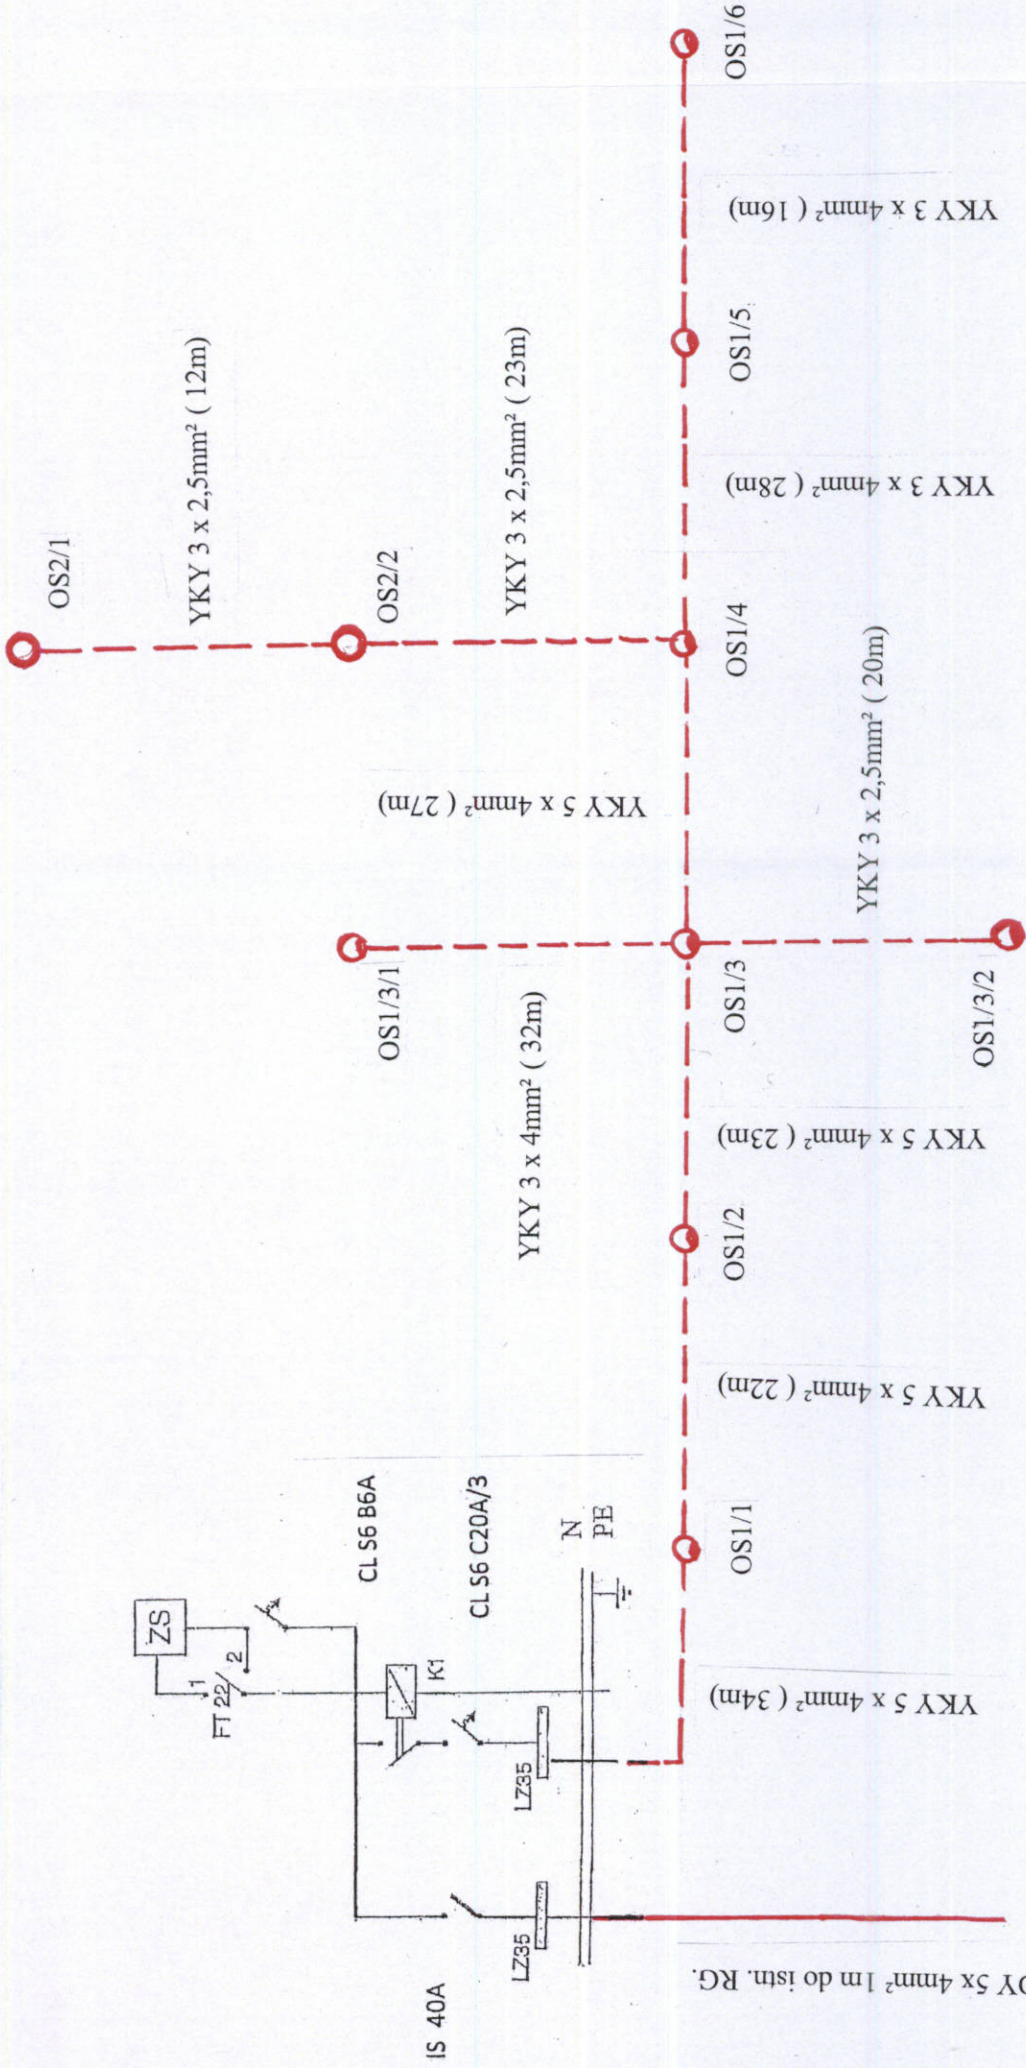 OS1/6
YKY 3 x 4mm² ( 16m)
OS1/5
YKY 3 x 4mm² ( 28m)
OS2/1
YKY 3 x 2,5mm² ( 12m)
OS2/2
YKY 3 x 2,5mm² ( 23m)
OS1/4
YKY 5 x 4mm² ( 27m)
YKY 3 x 2,5mm² ( 20m)
OS1/3/1
OS1/3
OS1/3/2
YKY 3 x 4mm² ( 32m)
YKY 5 x 4mm² ( 23m)
OS1/2
YKY 5 x 4mm² ( 22m)
OS1/1
YKY 5 x 4mm² ( 34m)
CL S6 B6A
CL S6 C20A/3
N
PE
ZS
1
2
FT22
K1
LZ35
LZ35
IS 40A
5x 4mm² 1m do istn. RG.